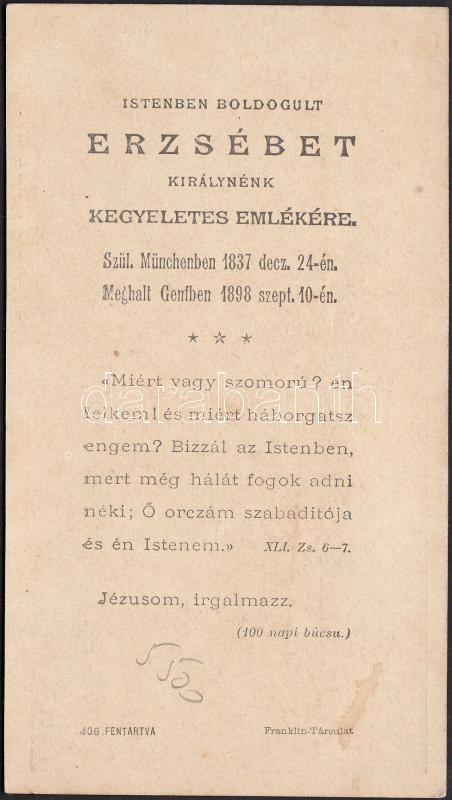 ISTENBEN BOLDOGULT
ERZSÉBET
KIRÁLYNÉNK
KEGYELETES EMLÉKÉRE.
Szül. Münchenben 1837 decz. 24-én.
Meghalt Genfben 1898 szept. 10-én.
«Miért vagy szomorú? én
lelkem! és miért háborgatsz
darabanth
engem? Bizzál az Istenben,
mert még hálát fogok adni
néki; Ő orczám szabaditója
és én Istenem.» XLI. Zs. 6—7.
Jézusom, irgalmazz.
(100 napi búcsu.)
5500
JOG FENTARTVA Franklin-Társulat